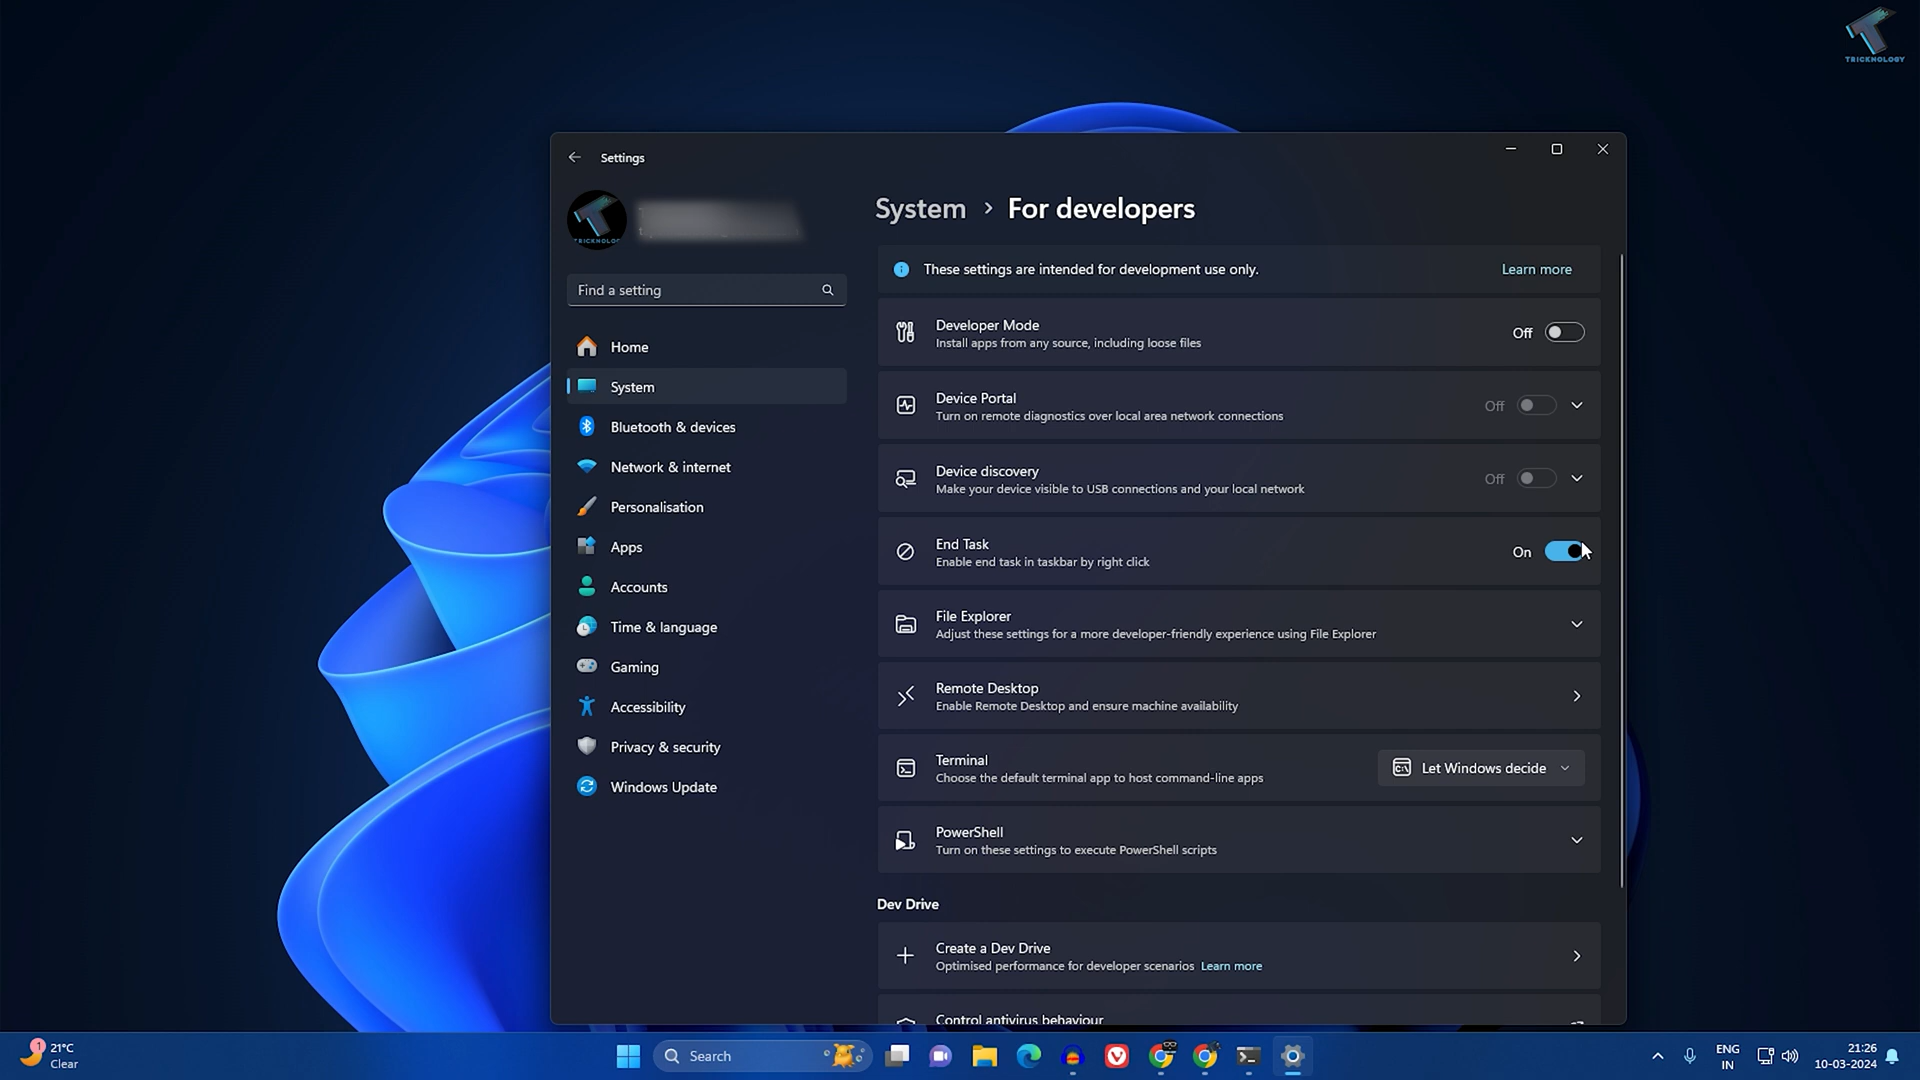 TRICKNOLOGY
Settings
System > For developers
These settings are intended for development use only.
Learn more
Find a setting
Home
System
Bluetooth & devices
Network & internet
Personalisation
Apps
Accounts
Time & language
Gaming
Accessibility
Privacy & security
Windows Update
Developer Mode
Install apps from any source, including loose files
Off
Device Portal
Turn on remote diagnostics over local area network connections
Off
Device discovery
Make your device visible to USB connections and your local network
Off
End Task
Enable end task in taskbar by right click
On
File Explorer
Adjust these settings for a more developer-friendly experience using File Explorer
Remote Desktop
Enable Remote Desktop and ensure machine availability
Terminal
Choose the default terminal app to host command-line apps
Let Windows decide
PowerShell
Turn on these settings to execute PowerShell scripts
Dev Drive
Create a Dev Drive
Optimised performance for developer scenarios Learn more
Control antivirus behaviour
1
21°C
Clear
Search
ENG
IN
21:26
10-03-2024